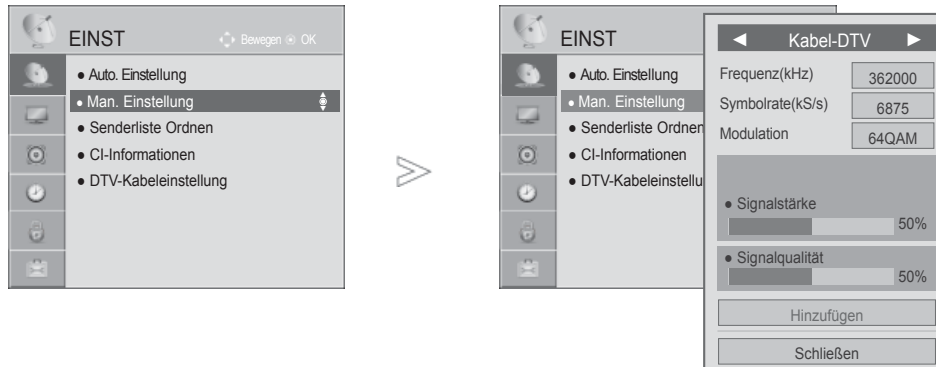 EINST
Bewegen OK
● Auto. Einstellung
● Man. Einstellung
● Senderliste Ordnen
● CI-Informationen
● DTV-Kabeleinstellung
EINST
● Auto. Einstellung
● Man. Einstellung
● Senderliste Ordnen
● CI-Informationen
● DTV-Kabeleinstellu
◄ Kabel-DTV ►
Frequenz(kHz) 362000
Symbolrate(kS/s) 6875
Modulation 64QAM
● Signalstärke
50%
● Signalqualität
50%
Hinzufügen
Schließen